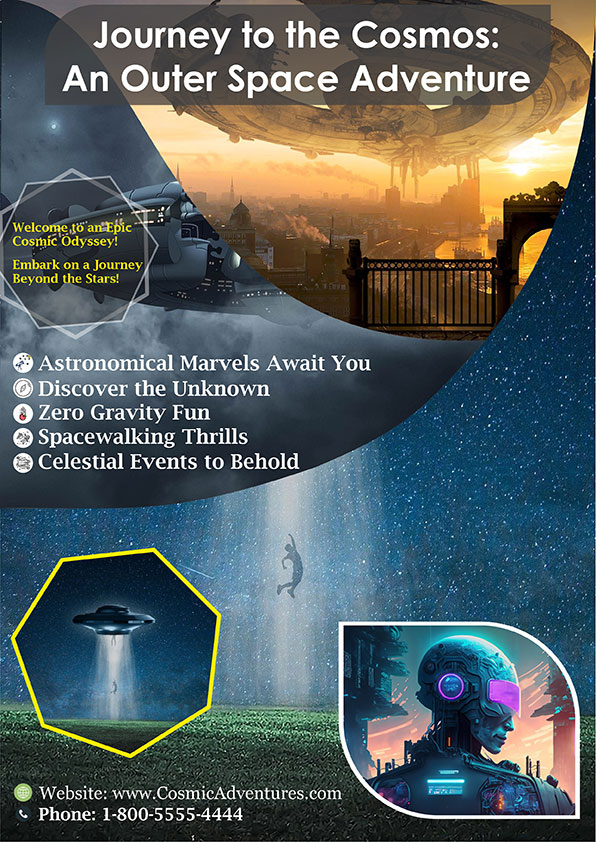 Journey to the Cosmos:
An Outer Space Adventure
Welcome to an Epic
Cosmic Odyssey!
Embark on a Journey
Beyond the Stars!
Astronomical Marvels Await You
Discover the Unknown
Zero Gravity Fun
Spacewalking Thrills
Celestial Events to Behold
Website: www.CosmicAdventures.com
Phone: 1-800-5555-4444